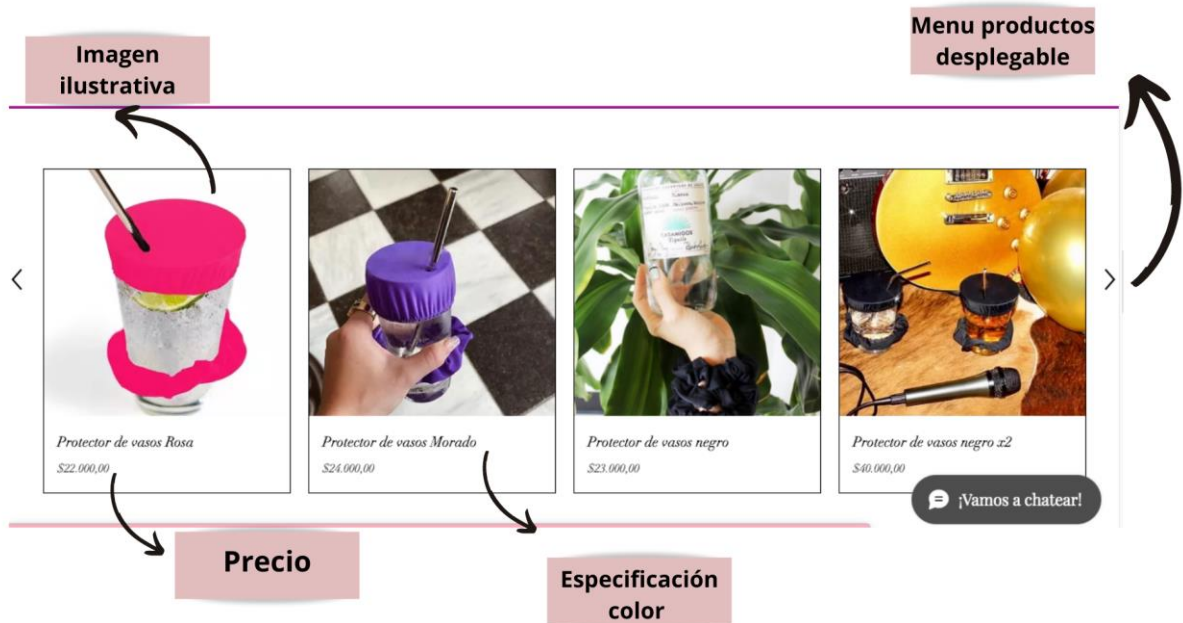 Imagen
ilustrativa
Menu productos
desplegable
CASAMIGOS
Tequila
Protector de vasos Rosa
$22.000,00
Protector de vasos Morado
$24.000,00
Protector de vasos negro
$23.000,00
Protector de vasos negro x2
$40.000,00
¡Vamos a chatear!
Precio
Especificación
color